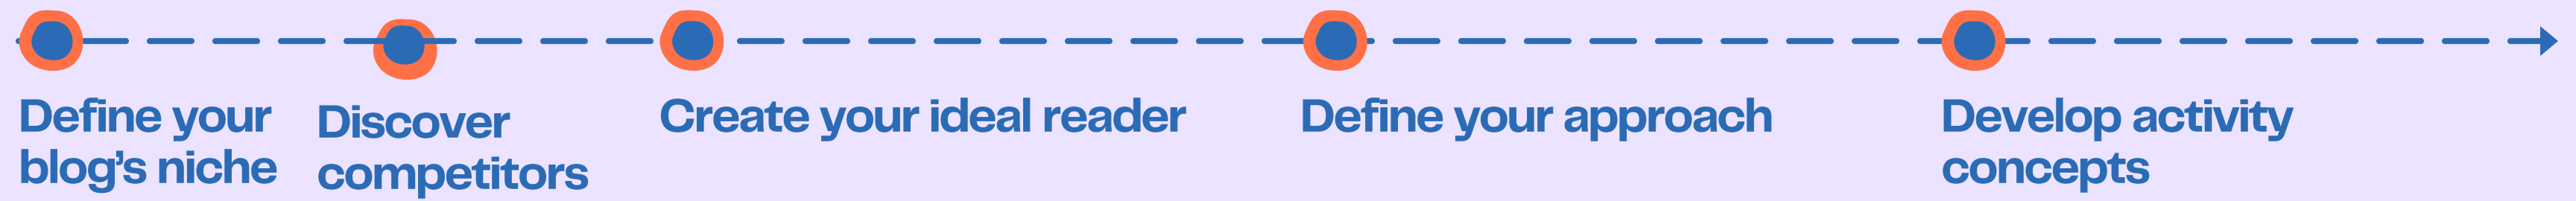 Define your
blog's niche
Discover
competitors
Create your ideal reader
Define your approach
Develop activity
concepts